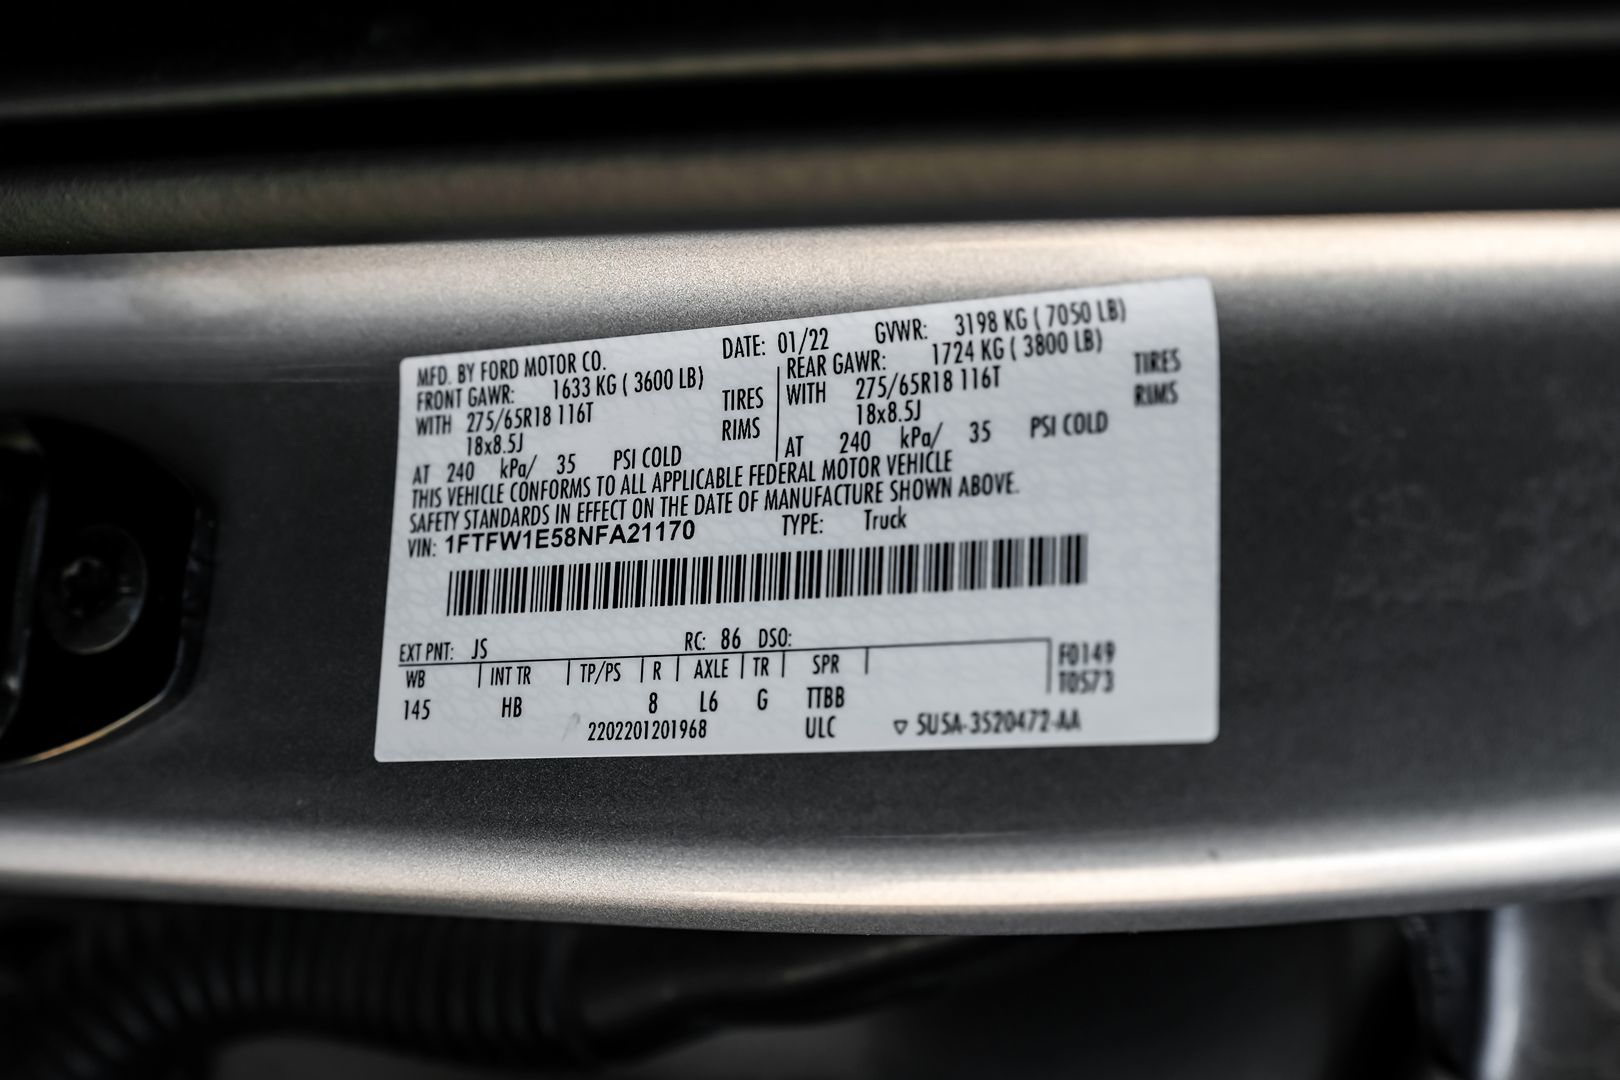 MFD. BY FORD MOTOR CO. DATE: 01/22 GVWR: 3198 KG ( 7050 LB)
FRONT GAWR: 1633 KG ( 3600 LB) REAR GAWR: 1724 KG ( 3800 LB)
WITH 275/65R18 116T TIRES WITH 275/65R18 116T TIRES
18x8.5J RIMS 18x8.5J RIMS
AT 240 kPa/ 35 PSI COLD AT 240 kPa/ 35 PSI COLD
THIS VEHICLE CONFORMS TO ALL APPLICABLE FEDERAL MOTOR VEHICLE
SAFETY STANDARDS IN EFFECT ON THE DATE OF MANUFACTURE SHOWN ABOVE.
VIN: 1FTFW1E58NFA21170 TYPE: Truck
EXT PNT: JS RC: 86 DSO: F0149
WB INT TR TP/PS R AXLE TR SPR T0573
145 HB 8 L6 G TTBB
2202201201968 ULC ▽ 5U5A-3520472-AA